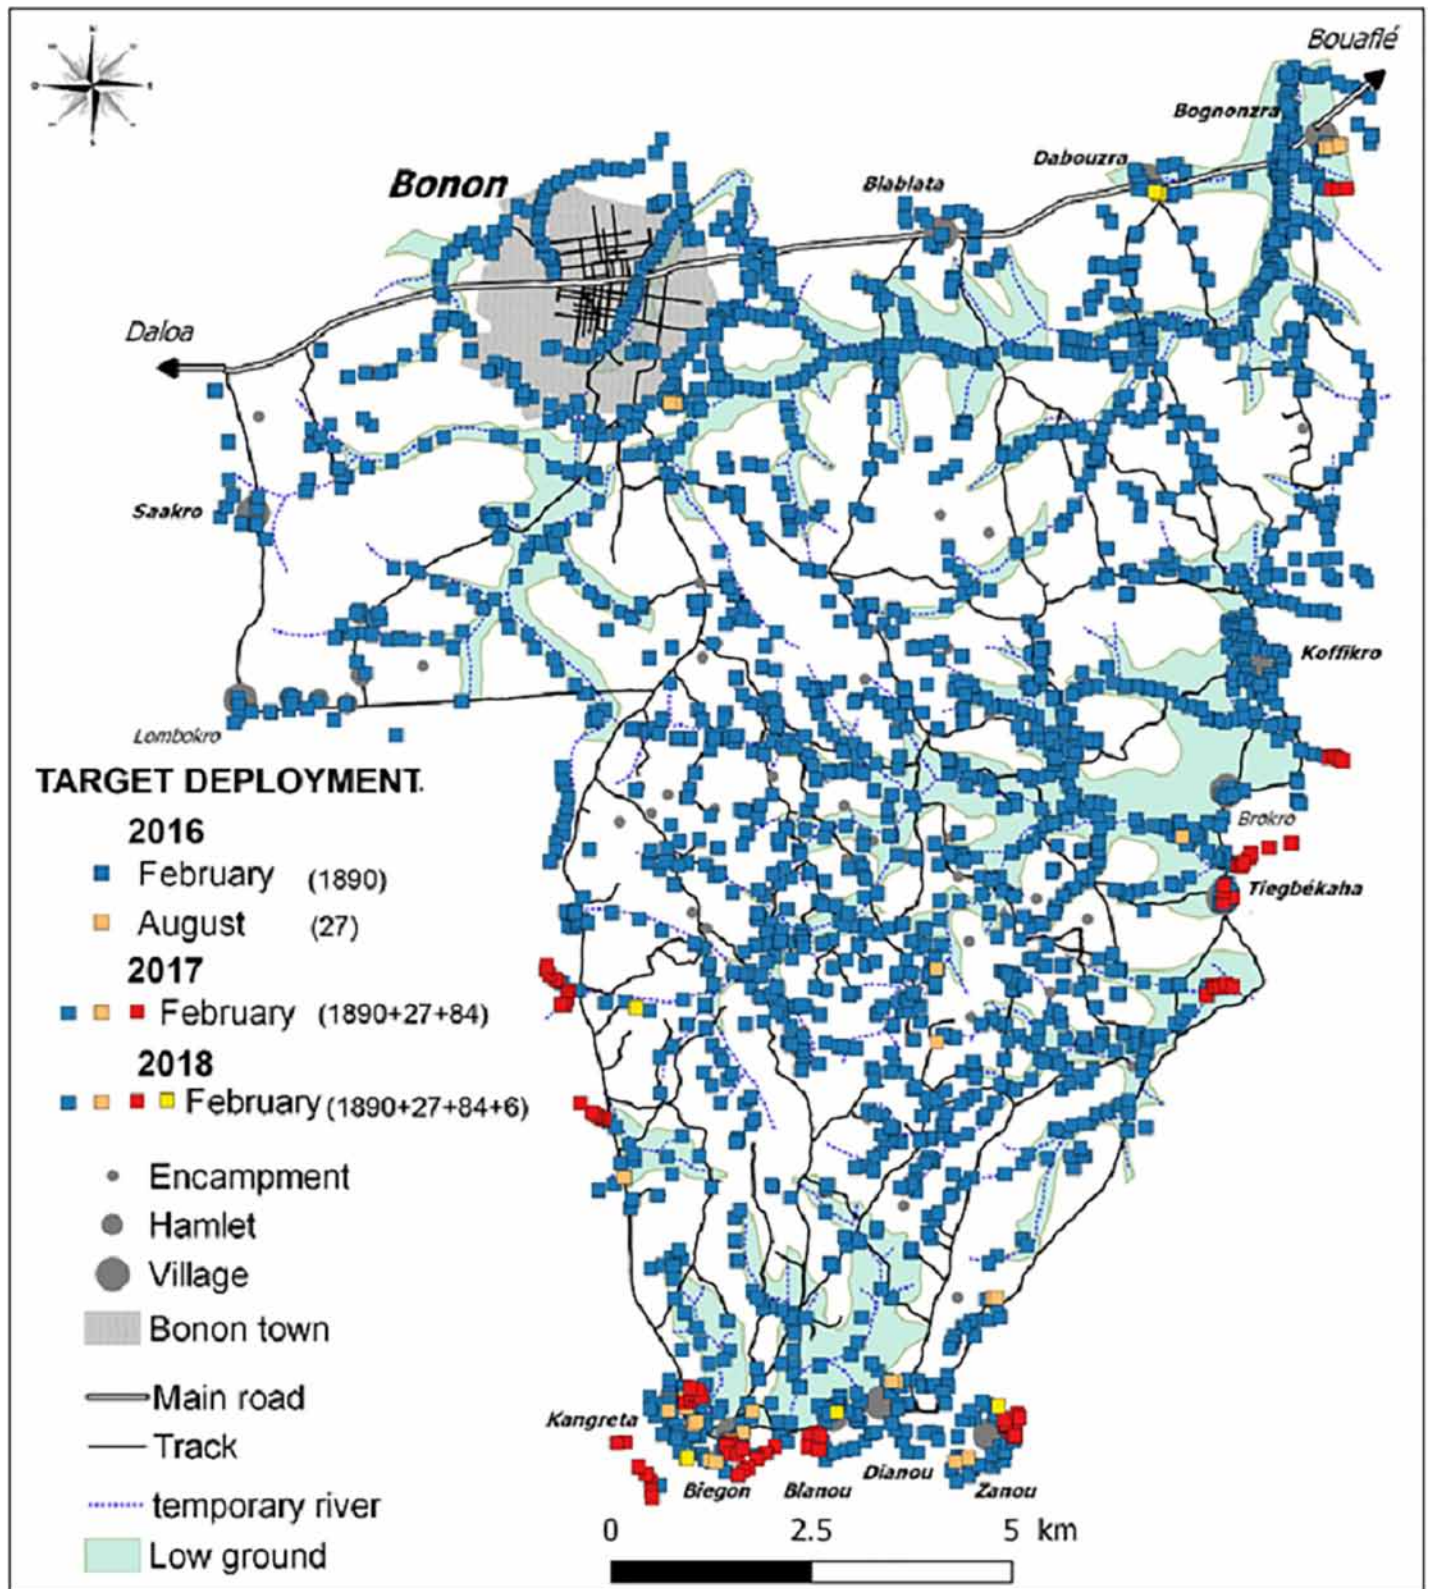 Bouaflé
Bognonzra
Dabouzra
Blablata
Bonon
Daloa
Saakro
Koffikro
Lombokro
TARGET DEPLOYMENT.
2016
February (1890)
August (27)
2017
February (1890+27+84)
2018
February (1890+27+84+6)
Brokro
Tiegbékaha
Encampment
Hamlet
Village
Bonon town
Main road
Track
temporary river
Low ground
Kangreta
Biegon
Blanou
Dianou
Zanou
0 2.5 5 km